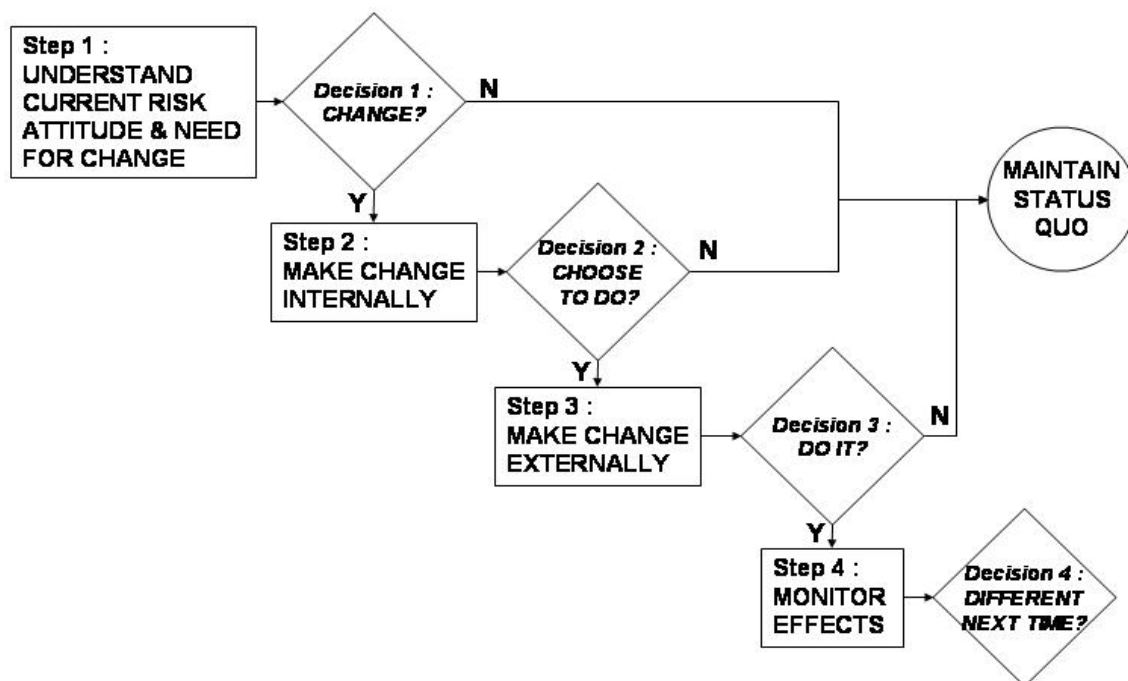 Step 1 :
UNDERSTAND
CURRENT RISK
ATTITUDE & NEED
FOR CHANGE
Decision 1 :
CHANGE?
N
Y
MAINTAIN
STATUS
QUO
Step 2 :
MAKE CHANGE
INTERNALLY
Decision 2 :
CHOOSE
TO DO?
N
Y
Step 3 :
MAKE CHANGE
EXTERNALLY
Decision 3 :
DO IT?
N
Y
Step 4 :
MONITOR
EFFECTS
Decision 4 :
DIFFERENT
NEXT TIME?